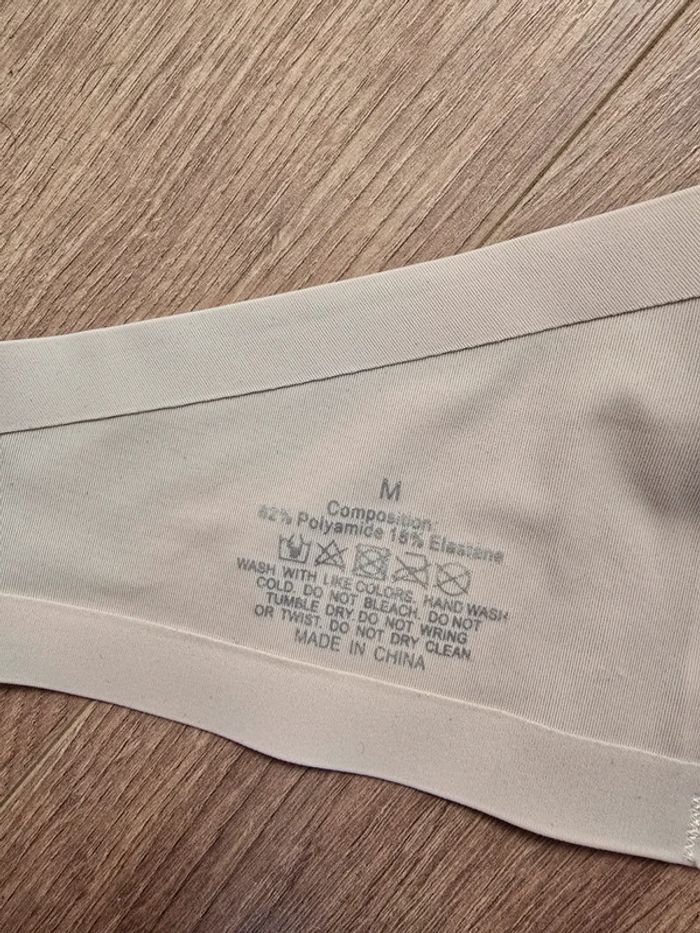 M
Composition:
82% Polyamide 18% Elastane
WASH WITH LIKE COLORS. HAND WASH
COLD. DO NOT BLEACH. DO NOT
TUMBLE DRY. DO NOT WRING
OR TWIST. DO NOT DRY CLEAN
MADE IN CHINA